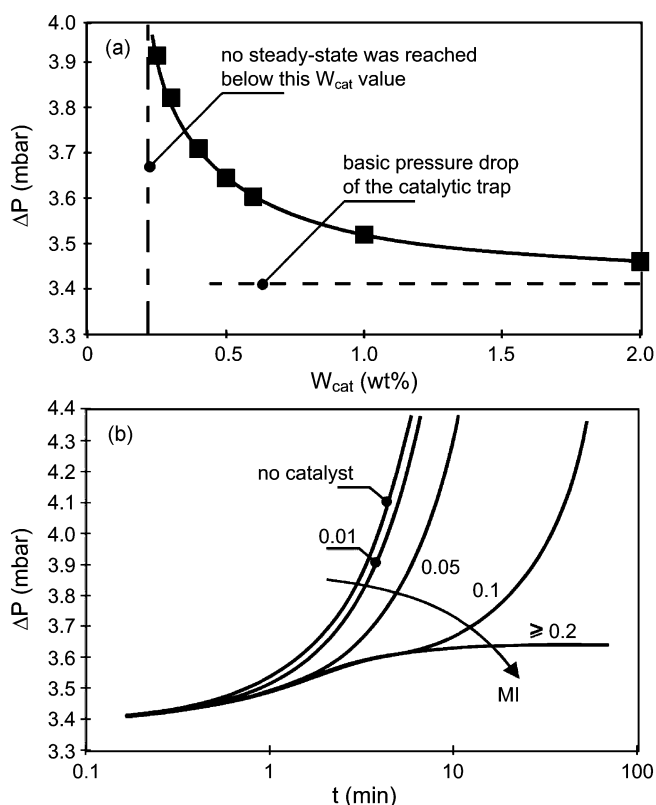 4.0
(a)
3.9
no steady-state was reached
below this Wcat value
3.8
3.7
basic pressure drop
of the catalytic trap
3.6
3.5
3.4
3.3
ΔP (mbar)
0 0.5 1.0 1.5 2.0
Wcat (wt%)
4.4
(b)
4.3
4.2
no catalyst
4.1
4.0
0.01
3.9
0.05
3.8
0.1
3.7
⩾ 0.2
3.6
MI
3.5
3.4
3.3
ΔP (mbar)
0.1 1 10 100
t (min)